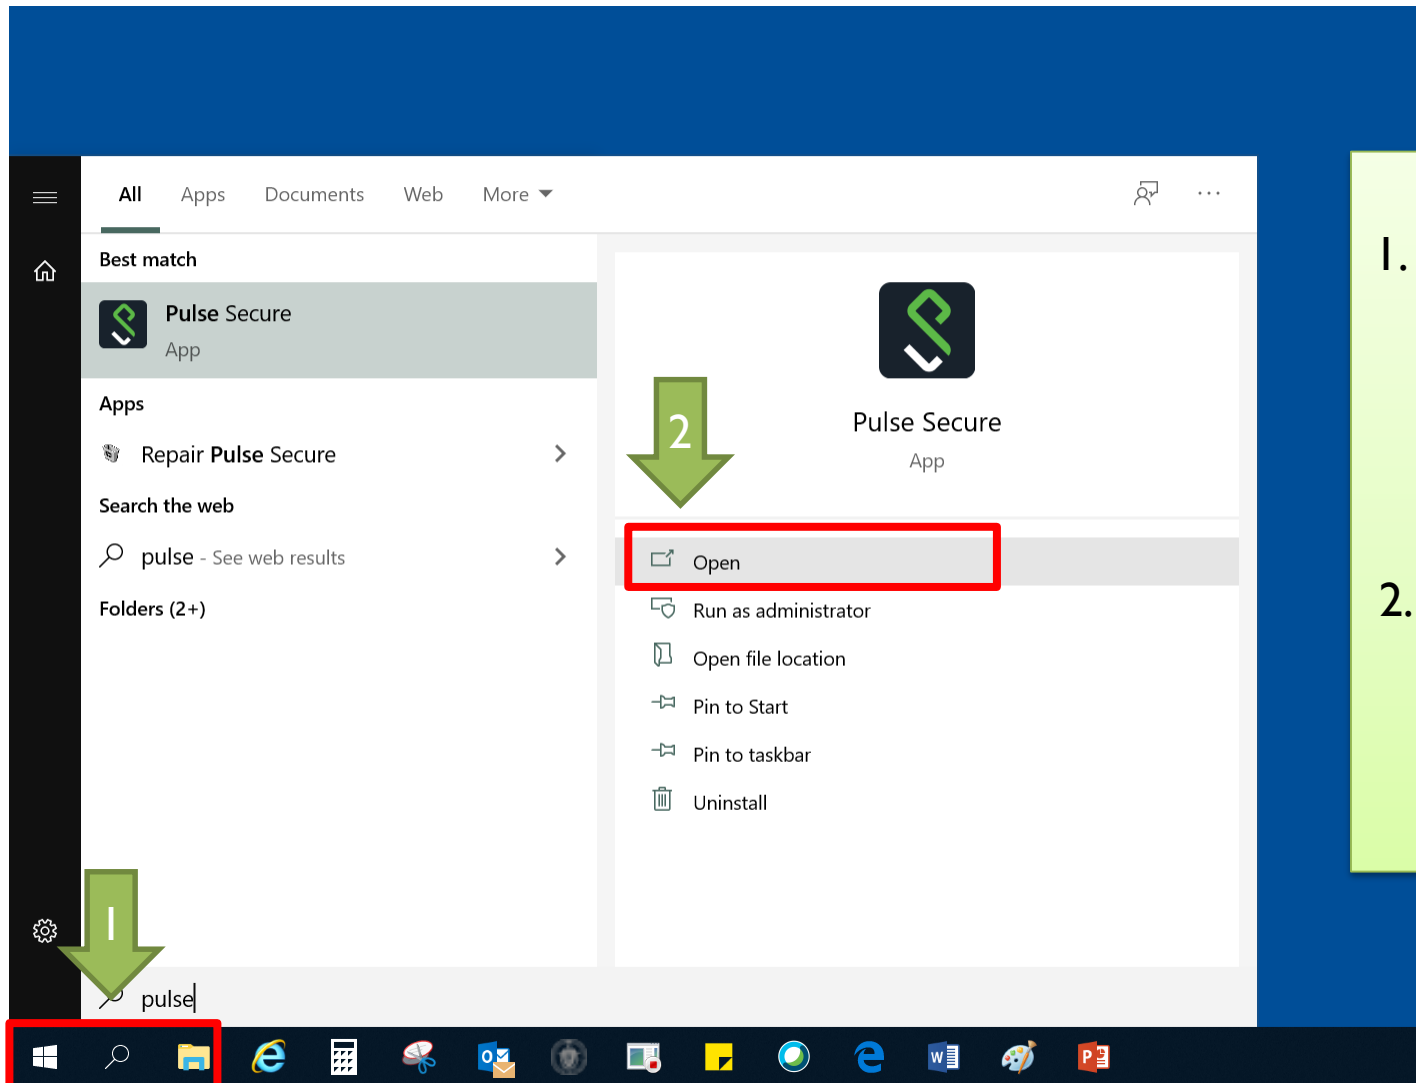 All Apps Documents Web More
Best match
Pulse Secure
App
Apps
Repair Pulse Secure
Search the web
pulse - See web results
Folders (2+)
Pulse Secure
App
2
Open
Run as administrator
Open file location
Pin to Start
Pin to taskbar
Uninstall
1
pulse
1.
2.